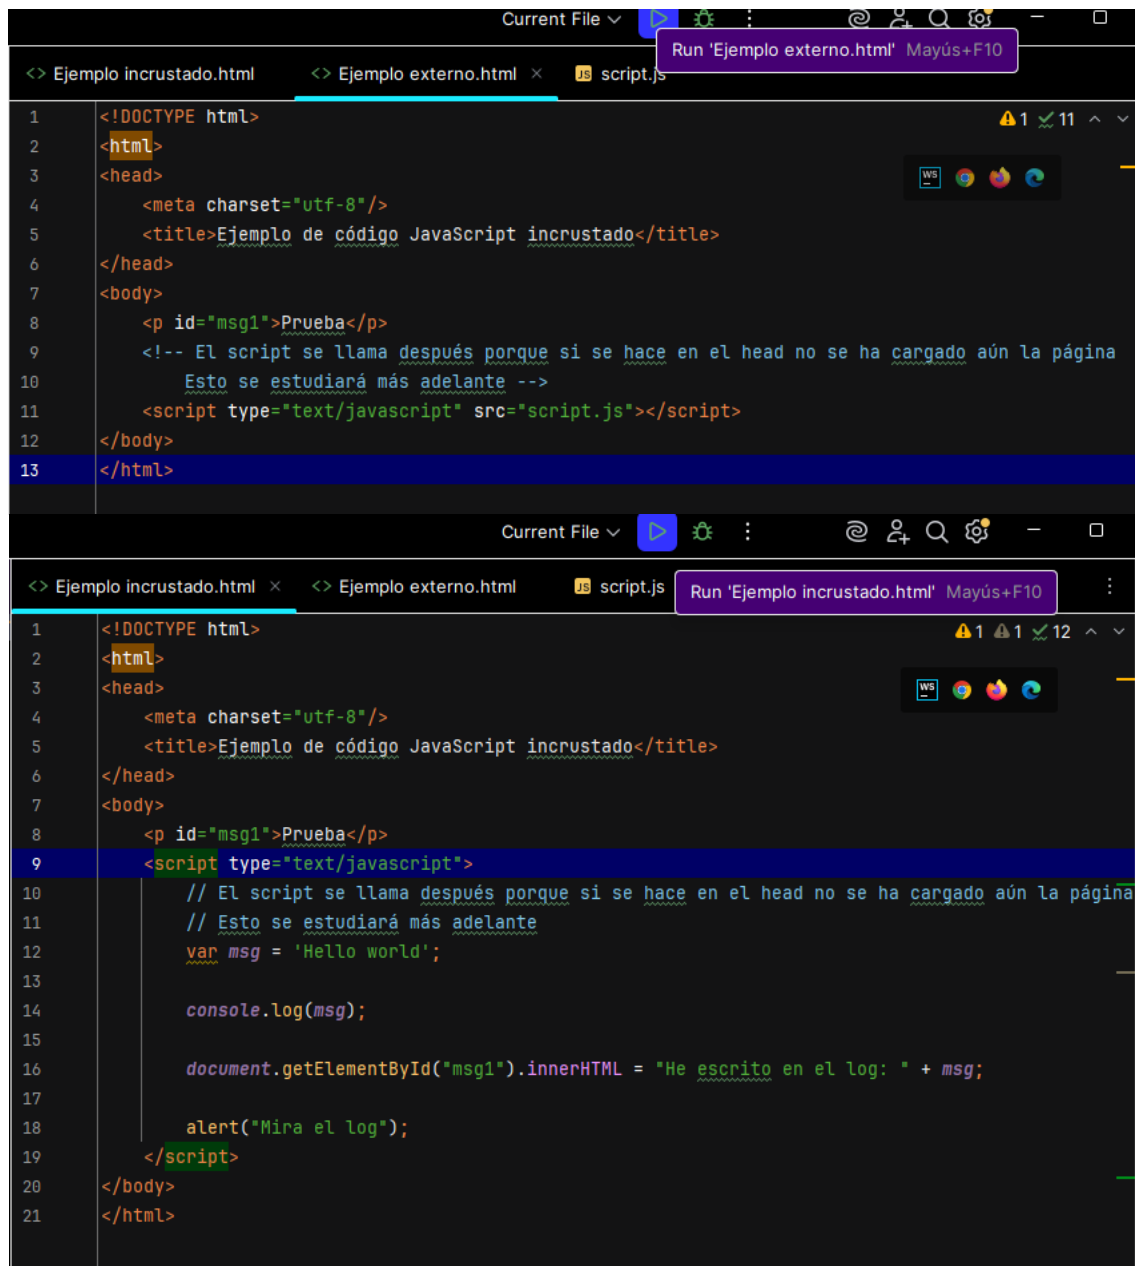 Current File
Run 'Ejemplo externo.html' Mayús+F10
<> Ejemplo incrustado.html <> Ejemplo externo.html × JS script.js
1 <!DOCTYPE html> 1 11
2 <html>
3 <head> WS
4 <meta charset="utf-8"/>
5 <title>Ejemplo de código JavaScript incrustado</title>
6 </head>
7 <body>
8 <p id="msg1">Prueba</p>
9 <!-- El script se llama después porque si se hace en el head no se ha cargado aún la página
10 Esto se estudiará más adelante -->
11 <script type="text/javascript" src="script.js"></script>
12 </body>
13 </html>
Current File
<> Ejemplo incrustado.html × <> Ejemplo externo.html JS script.js
Run 'Ejemplo incrustado.html' Mayús+F10
1 <!DOCTYPE html> 1 1 12
2 <html>
3 <head> WS
4 <meta charset="utf-8"/>
5 <title>Ejemplo de código JavaScript incrustado</title>
6 </head>
7 <body>
8 <p id="msg1">Prueba</p>
9 <script type="text/javascript">
10 // El script se llama después porque si se hace en el head no se ha cargado aún la página
11 // Esto se estudiará más adelante
12 var msg = 'Hello world';
13
14 console.log(msg);
15
16 document.getElementById("msg1").innerHTML = "He escrito en el log: " + msg;
17
18 alert("Mira el log");
19 </script>
20 </body>
21 </html>